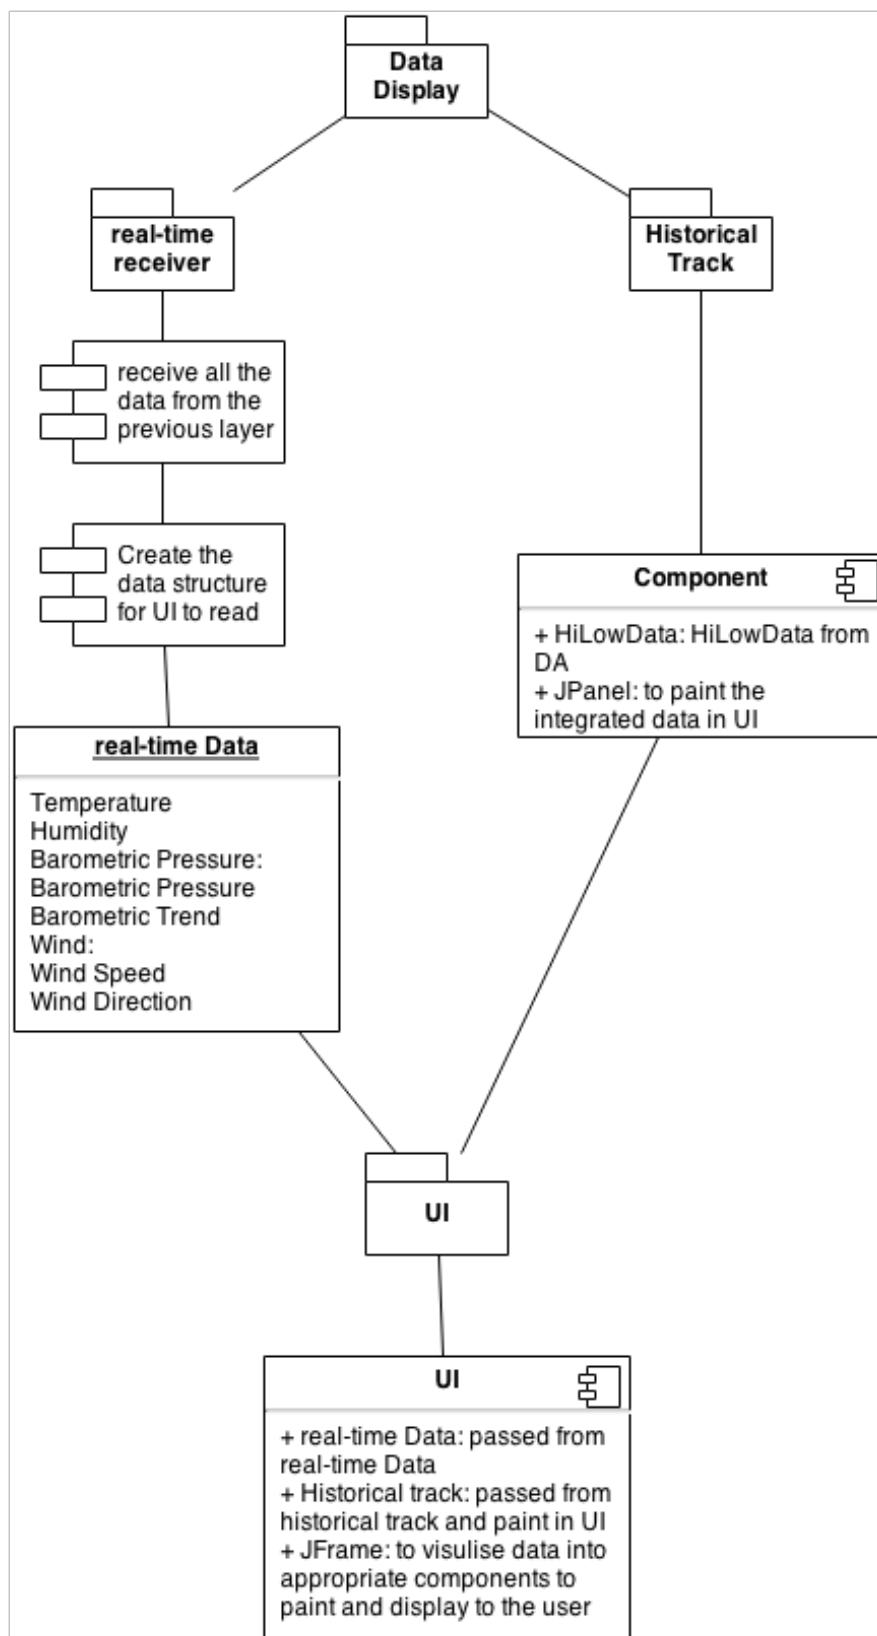 Data
Display
real-time
receiver
Historical
Track
receive all the
data from the
previous layer
Create the
data structure
for UI to read
Component
+ HiLowData: HiLowData from
DA
+ JPanel: to paint the
integrated data in UI
real-time Data
Temperature
Humidity
Barometric Pressure:
Barometric Pressure
Barometric Trend
Wind:
Wind Speed
Wind Direction
UI
UI
+ real-time Data: passed from
real-time Data
+ Historical track: passed from
historical track and paint in UI
+ JFrame: to visulise data into
appropriate components to
paint and display to the user